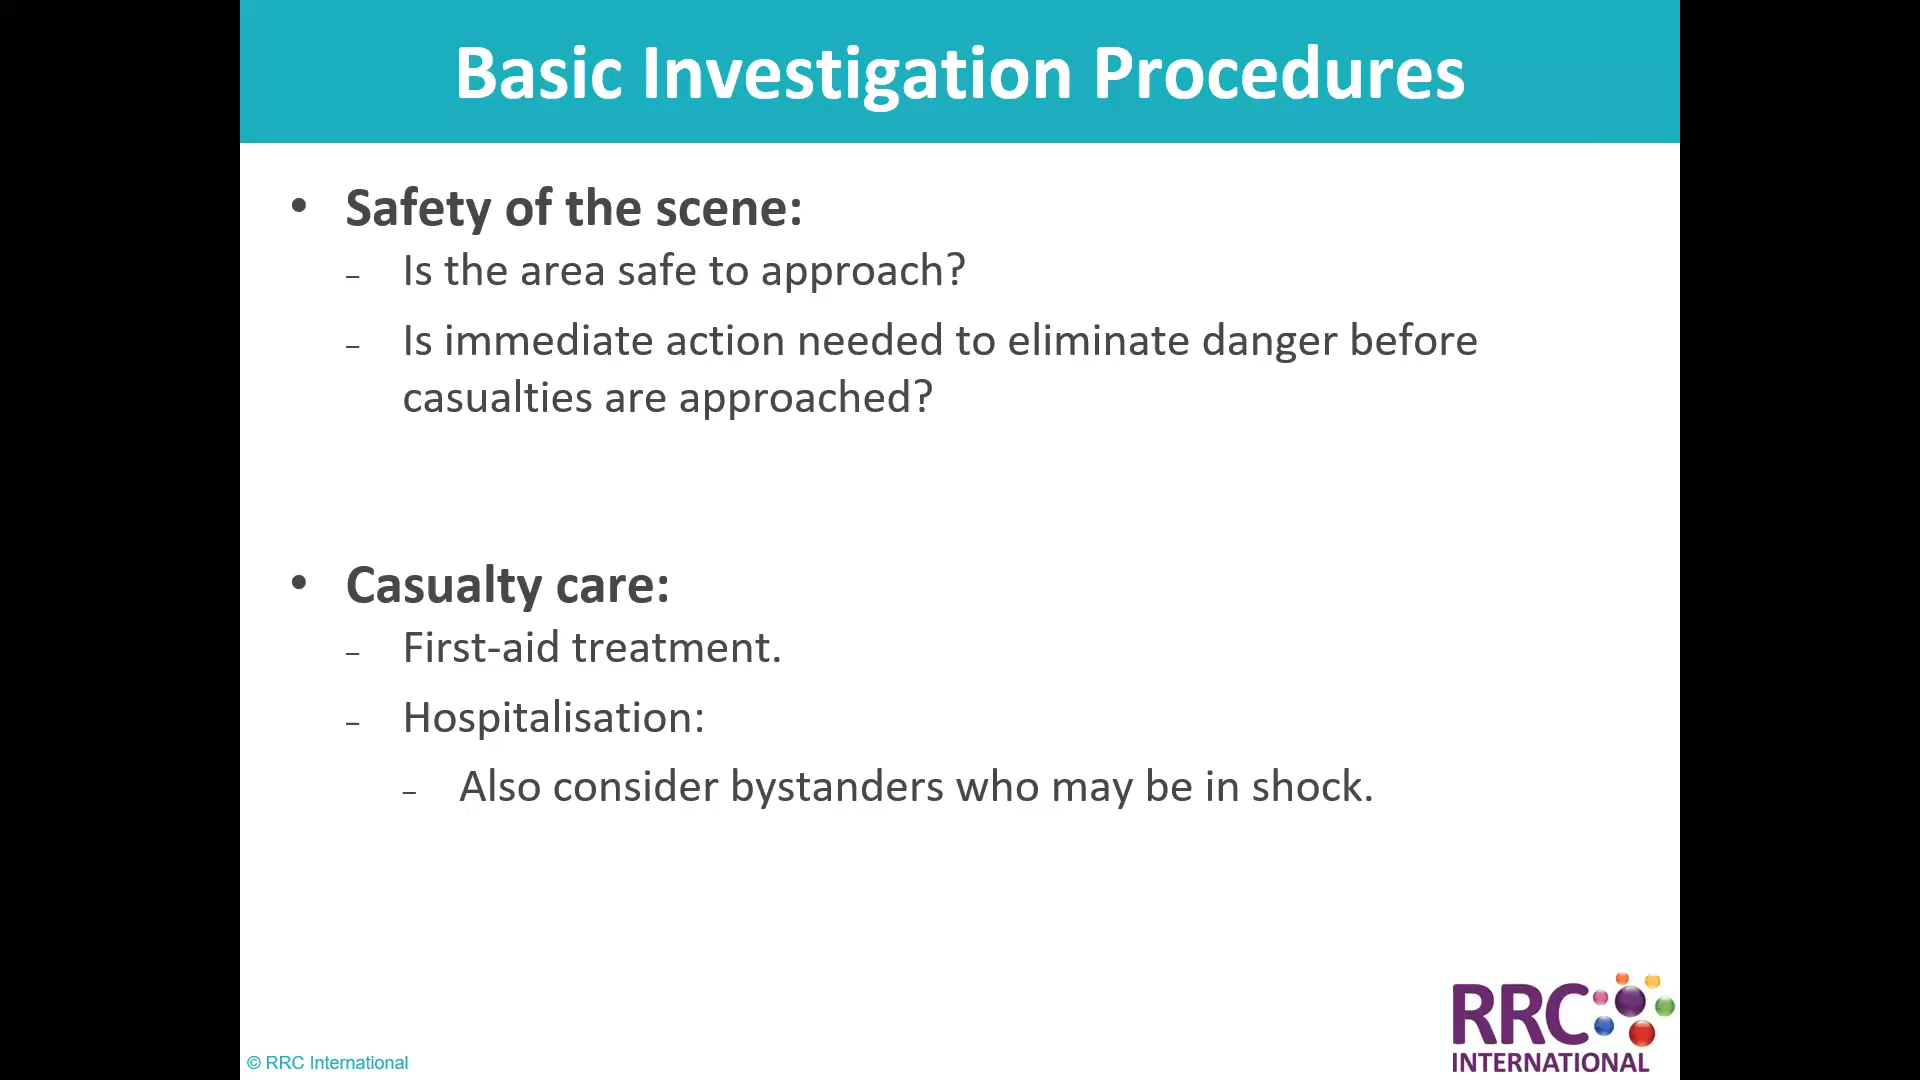 Basic Investigation Procedures
• Safety of the scene:
– Is the area safe to approach?
– Is immediate action needed to eliminate danger before
casualties are approached?
• Casualty care:
– First-aid treatment.
– Hospitalisation:
– Also consider bystanders who may be in shock.
RRC
INTERNATIONAL
© RRC International